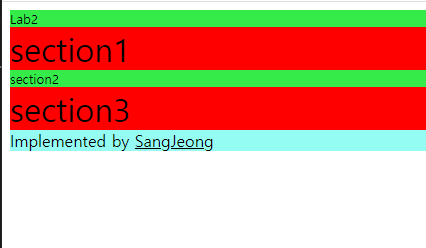 Lab2
section1
section2
section3
Implemented by SangJeong